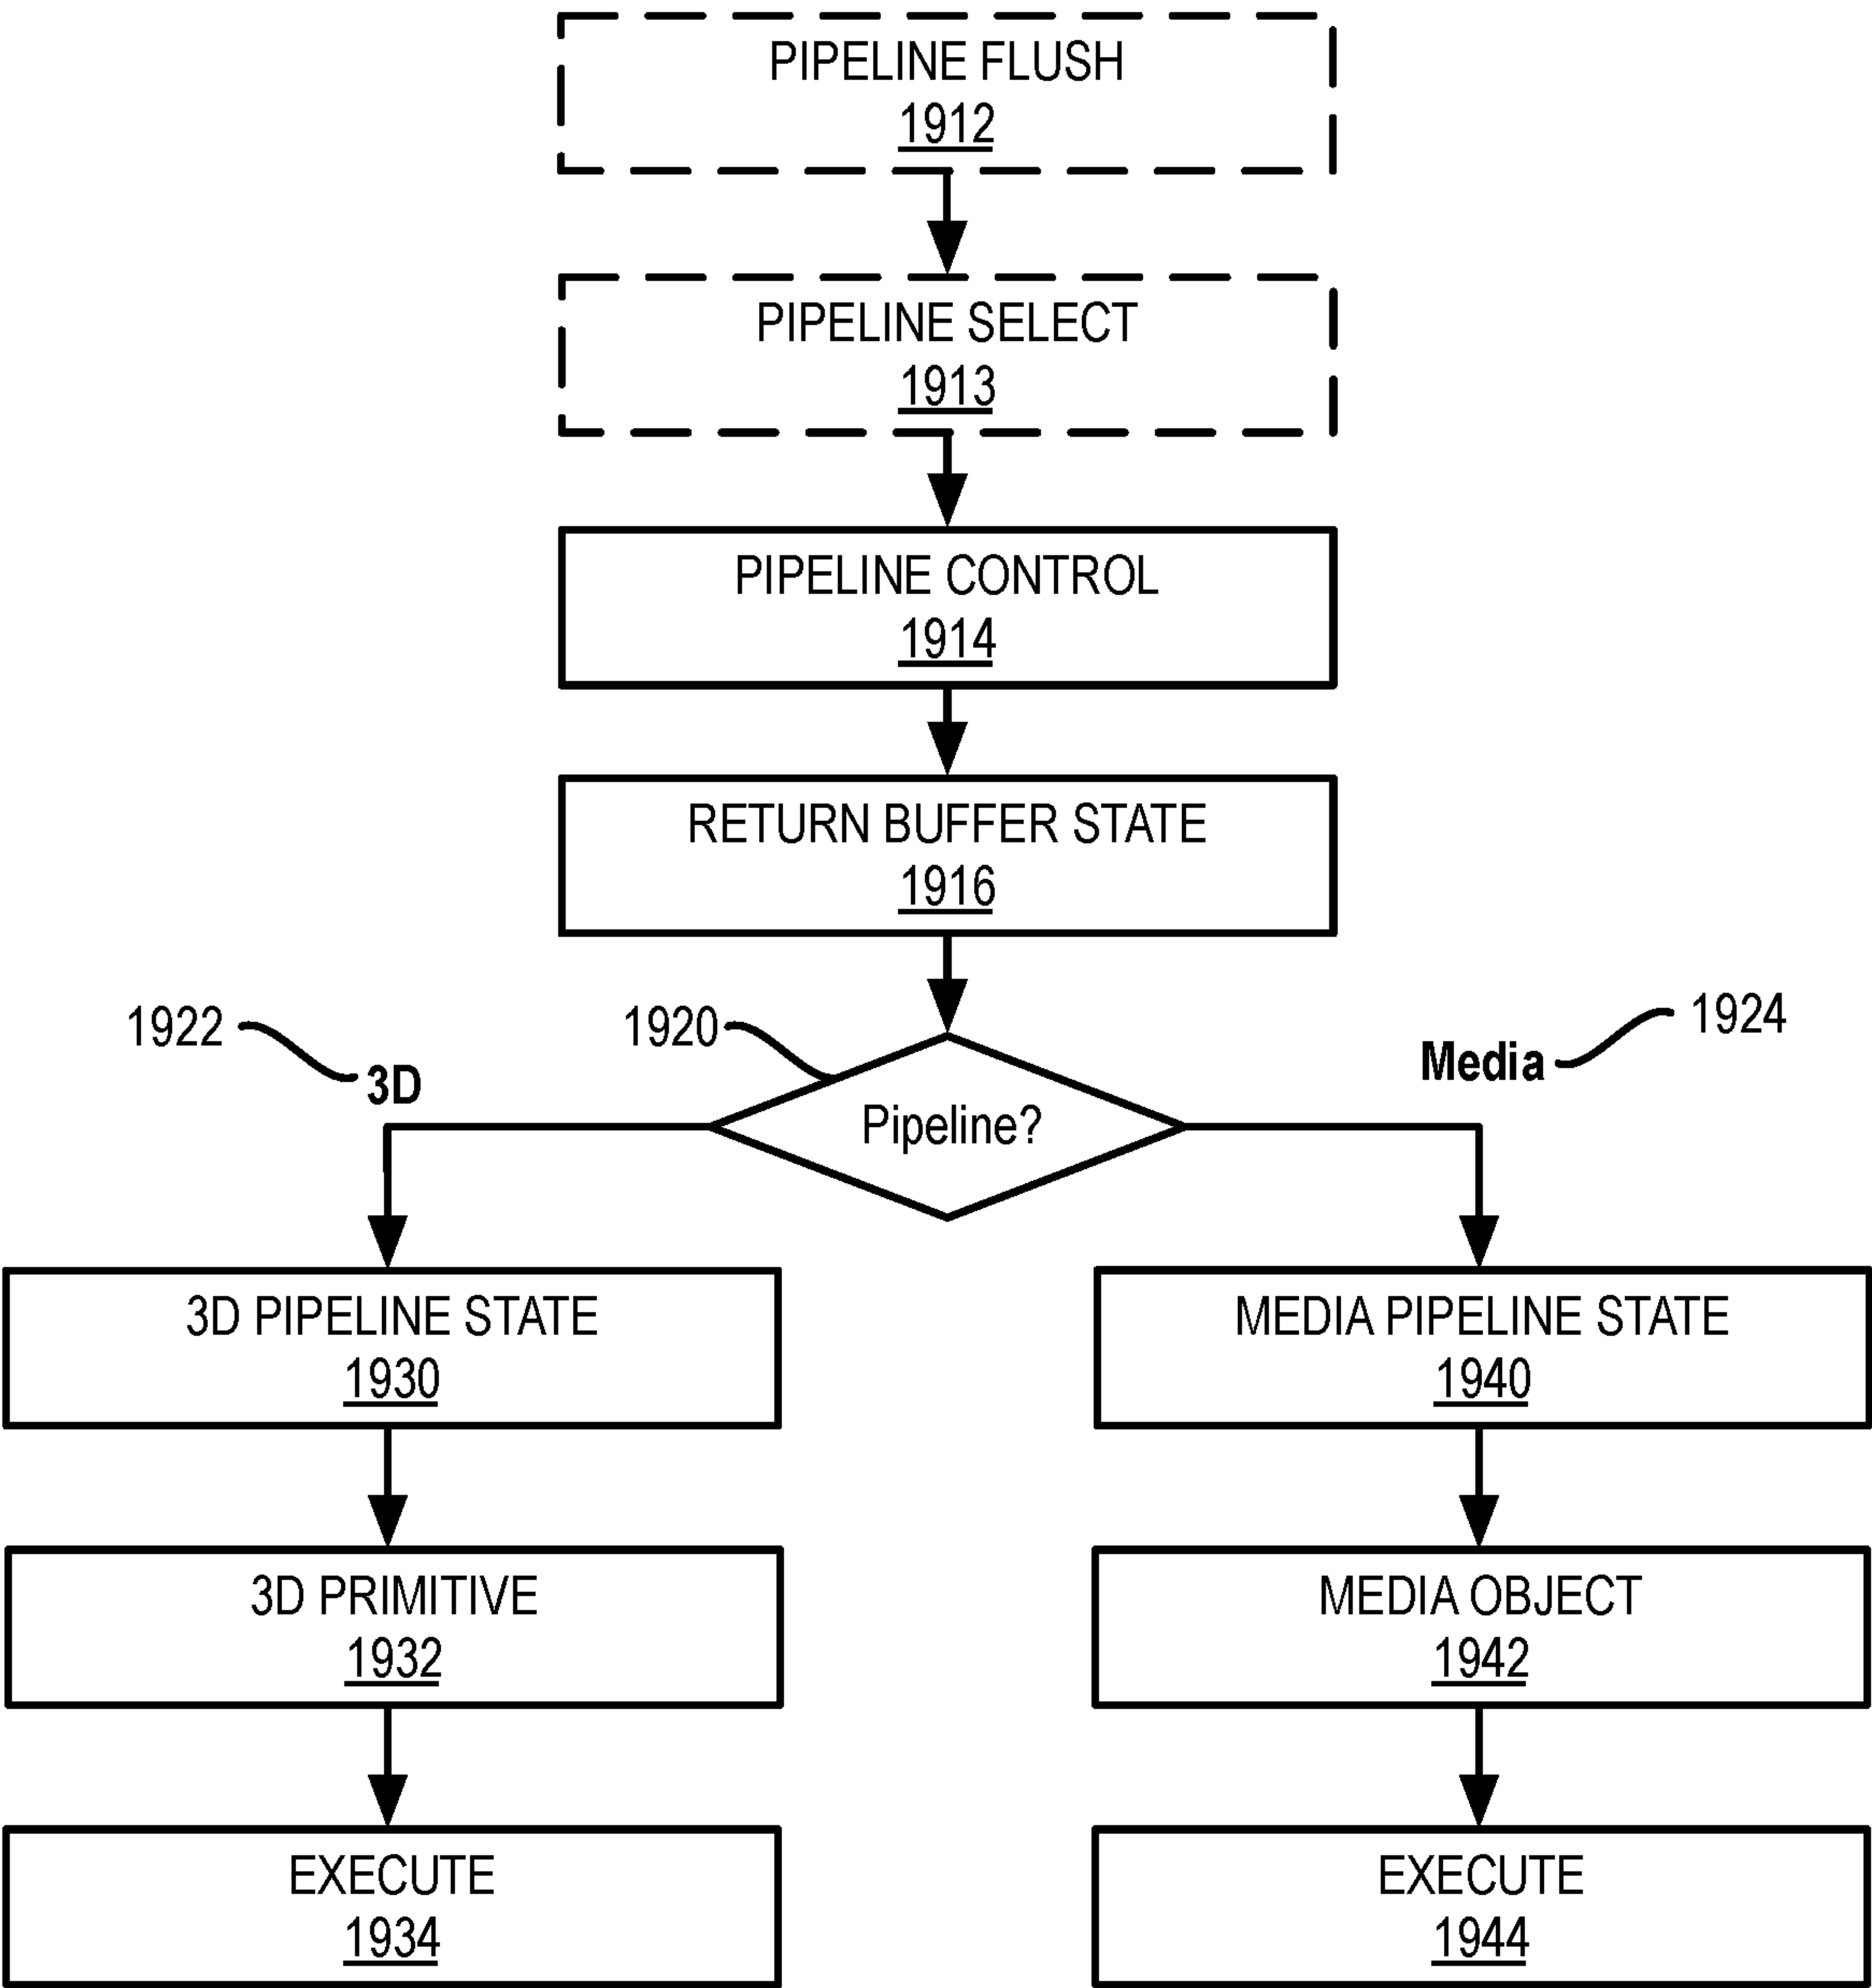 PIPELINE FLUSH
1912
PIPELINE SELECT
1913
PIPELINE CONTROL
1914
RETURN BUFFER STATE
1916
1922
1920
1924
3D
Media
Pipeline?
3D PIPELINE STATE
1930
MEDIA PIPELINE STATE
1940
3D PRIMITIVE
1932
MEDIA OBJECT
1942
EXECUTE
1934
EXECUTE
1944